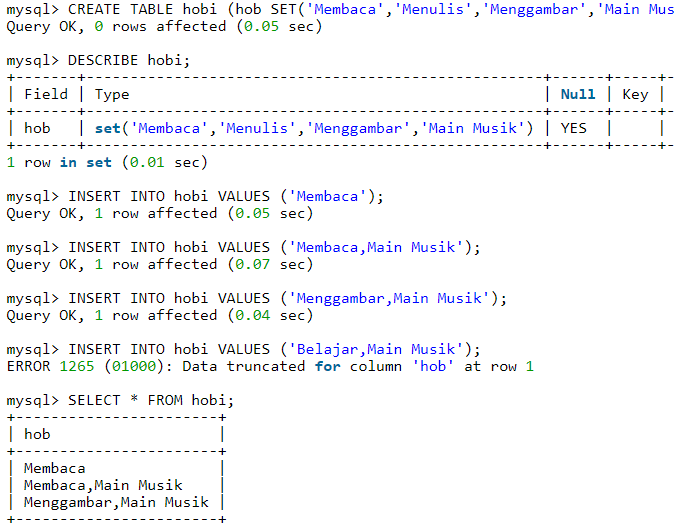 mysql> CREATE TABLE hobi (hob SET('Membaca','Menulis','Menggambar','Main Mus
Query OK, 0 rows affected (0.05 sec)
mysql> DESCRIBE hobi;
+-------+------------------------------------------------------+------+-----+-
| Field | Type                                                 | Null | Key |
+-------+------------------------------------------------------+------+-----+-
| hob   | set('Membaca','Menulis','Menggambar','Main Musik') | YES  |     |
+-------+------------------------------------------------------+------+-----+-
1 row in set (0.01 sec)
mysql> INSERT INTO hobi VALUES ('Membaca');
Query OK, 1 row affected (0.05 sec)
mysql> INSERT INTO hobi VALUES ('Membaca,Main Musik');
Query OK, 1 row affected (0.07 sec)
mysql> INSERT INTO hobi VALUES ('Menggambar,Main Musik');
Query OK, 1 row affected (0.04 sec)
mysql> INSERT INTO hobi VALUES ('Belajar,Main Musik');
ERROR 1265 (01000): Data truncated for column 'hob' at row 1
mysql> SELECT * FROM hobi;
+-----------------------+
| hob                   |
+-----------------------+
| Membaca               |
| Membaca,Main Musik    |
| Menggambar,Main Musik |
+-----------------------+